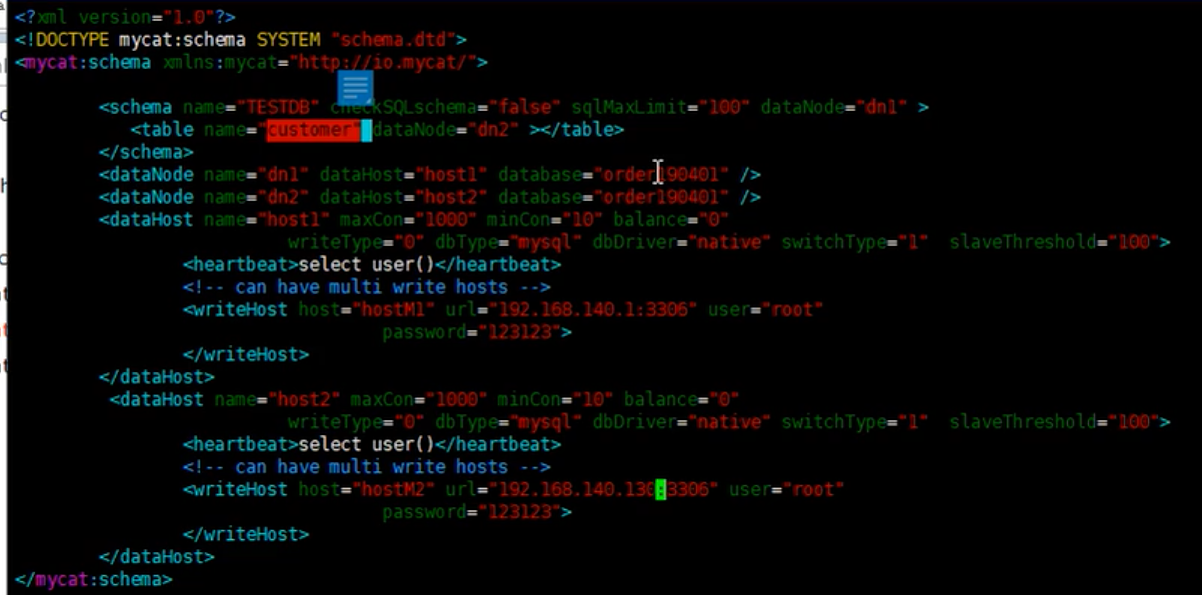 <?xml version="1.0"?>
<!DOCTYPE mycat:schema SYSTEM "schema.dtd">
<mycat:schema xmlns:mycat="http://io.mycat/">
<schema name="TESTDB" checkSQLschema="false" sqlMaxLimit="100" dataNode="dn1" >
<table name="customer" dataNode="dn2" ></table>
</schema>
<dataNode name="dn1" dataHost="host1" database="order190401" />
<dataNode name="dn2" dataHost="host2" database="order190401" />
<dataHost name="host1" maxCon="1000" minCon="10" balance="0"
writeType="0" dbType="mysql" dbDriver="native" switchType="1" slaveThreshold="100">
<heartbeat>select user()</heartbeat>
<!-- can have multi write hosts -->
<writeHost host="hostM1" url="192.168.140.1:3306" user="root"
password="123123">
</writeHost>
</dataHost>
<dataHost name="host2" maxCon="1000" minCon="10" balance="0"
writeType="0" dbType="mysql" dbDriver="native" switchType="1" slaveThreshold="100">
<heartbeat>select user()</heartbeat>
<!-- can have multi write hosts -->
<writeHost host="hostM2" url="192.168.140.130:3306" user="root"
password="123123">
</writeHost>
</dataHost>
</mycat:schema>